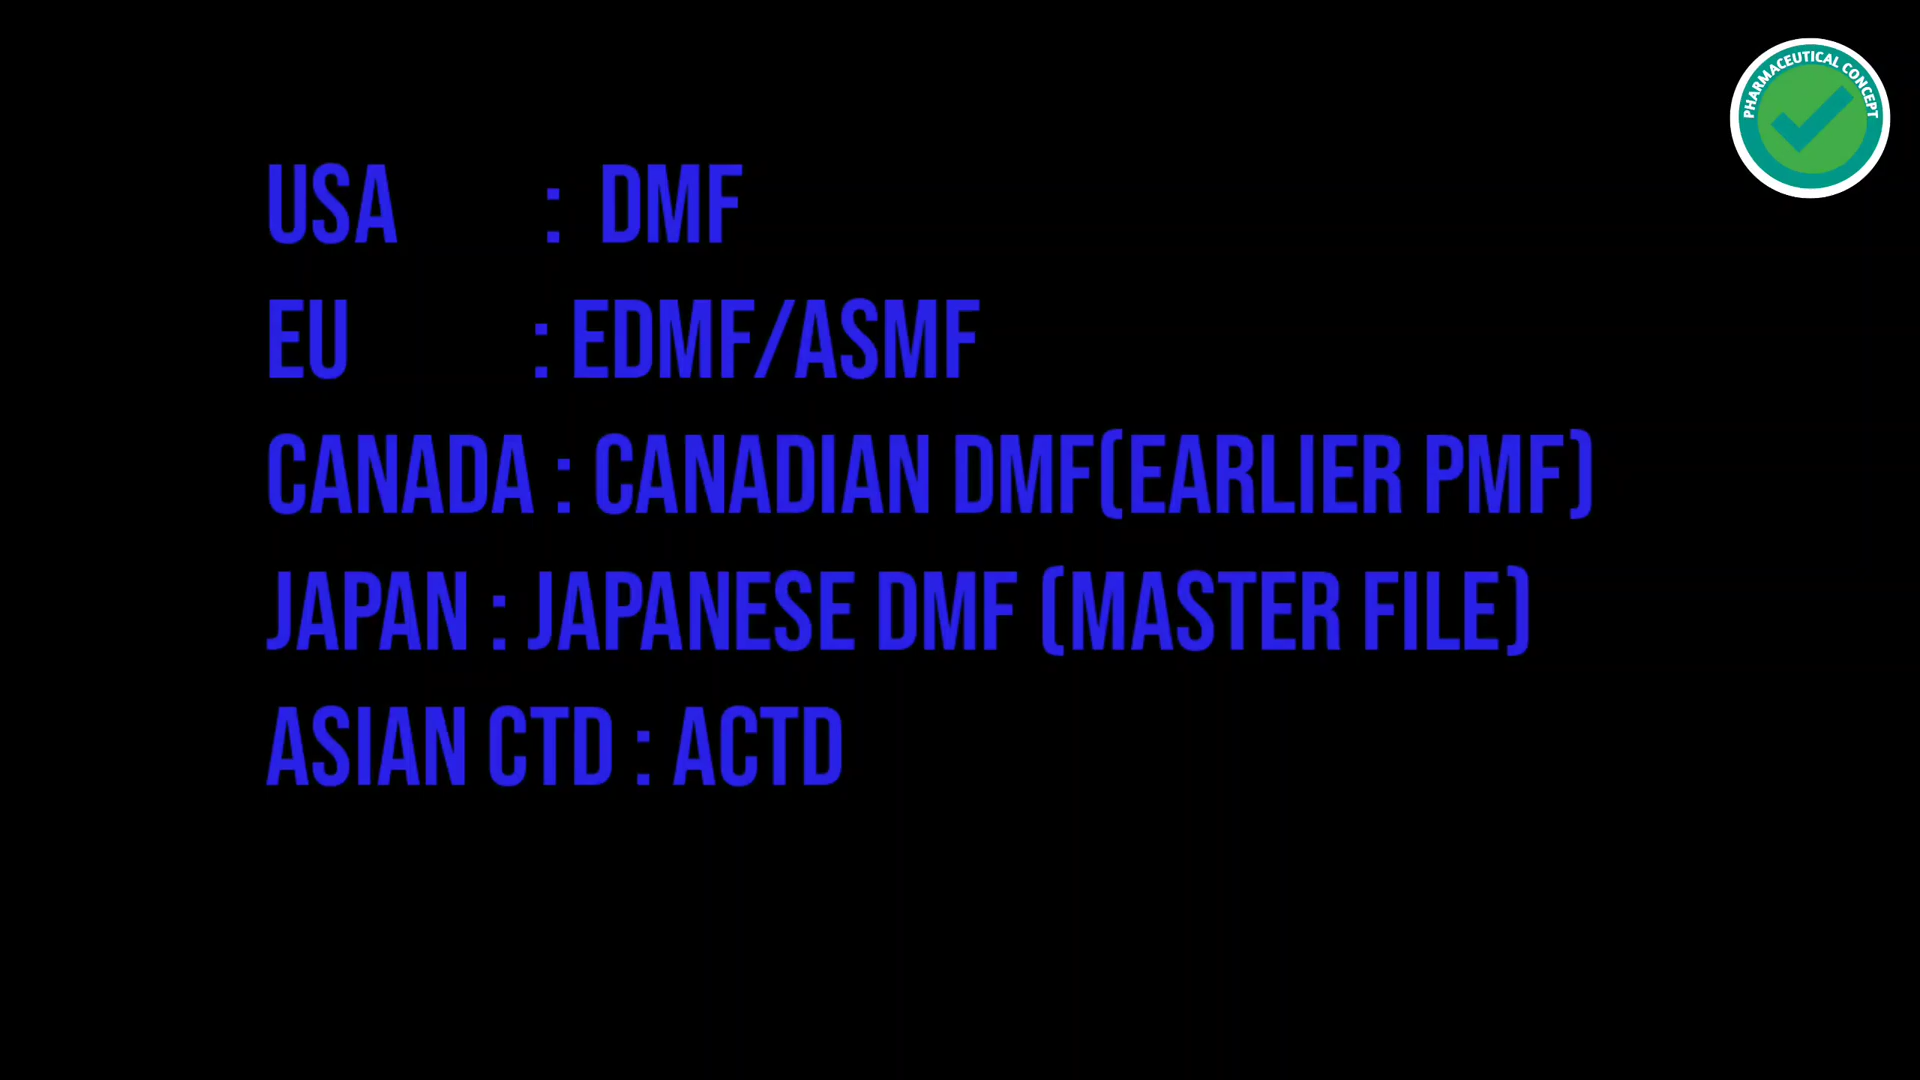 PHARMACEUTICAL CONCEPT
USA : DMF
EU : EDMF/ASMF
CANADA : CANADIAN DMF(EARLIER PMF)
JAPAN : JAPANESE DMF (MASTER FILE)
ASIAN CTD : ACTD